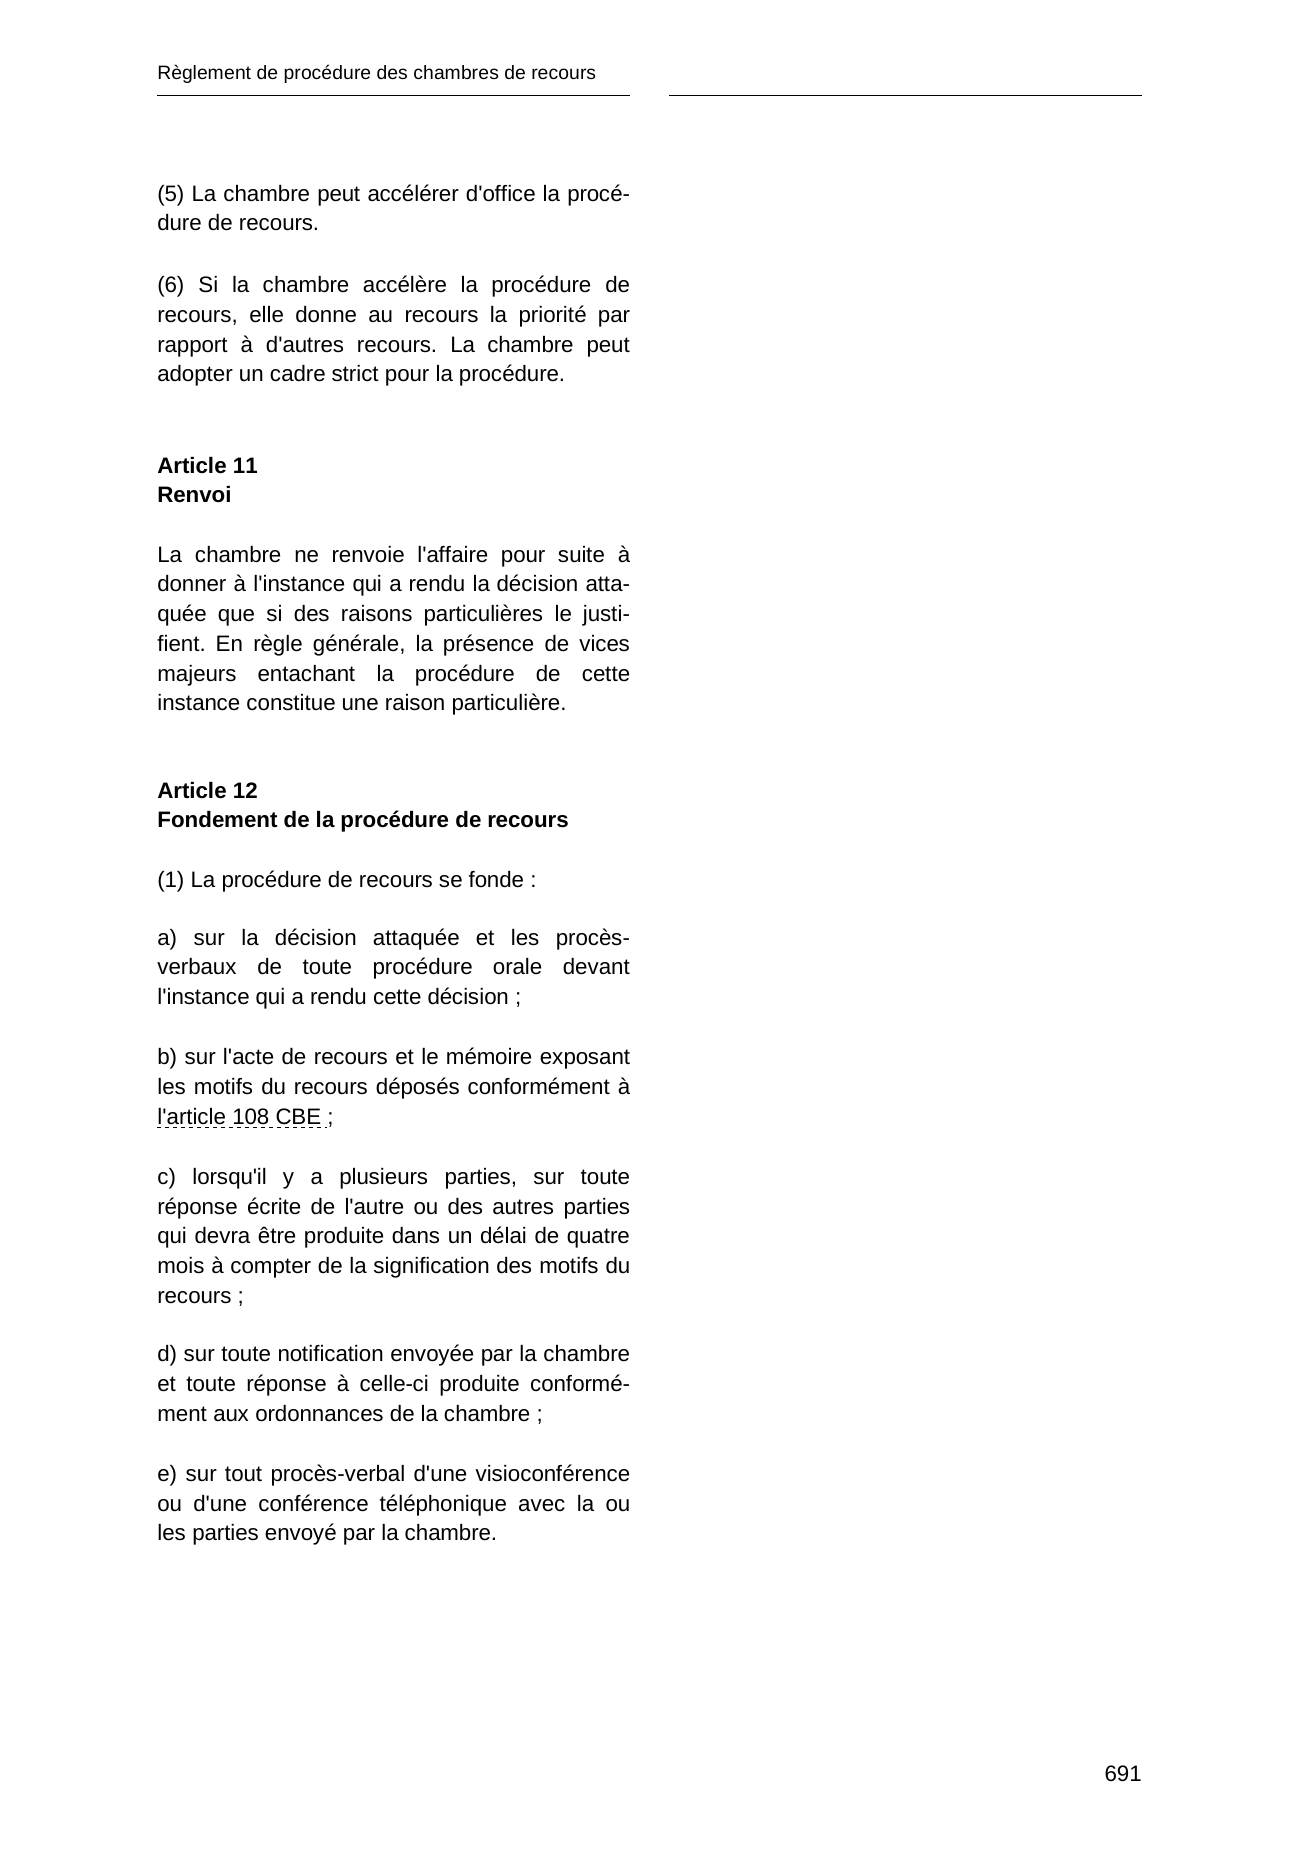 Règlement de procédure des chambres de recours
(5) La chambre peut accélérer d'office la procé-
dure de recours.
(6) Si la chambre accélère la procédure de
recours, elle donne au recours la priorité par
rapport à d'autres recours. La chambre peut
adopter un cadre strict pour la procédure.
Article 11
Renvoi
La chambre ne renvoie l'affaire pour suite à
donner à l'instance qui a rendu la décision atta-
quée que si des raisons particulières le justi-
fient. En règle générale, la présence de vices
majeurs entachant la procédure de cette
instance constitue une raison particulière.
Article 12
Fondement de la procédure de recours
(1) La procédure de recours se fonde :
a) sur la décision attaquée et les procès-
verbaux de toute procédure orale devant
l'instance qui a rendu cette décision ;
b) sur l'acte de recours et le mémoire exposant
les motifs du recours déposés conformément à
l'article 108 CBE ;
c) lorsqu'il y a plusieurs parties, sur toute
réponse écrite de l'autre ou des autres parties
qui devra être produite dans un délai de quatre
mois à compter de la signification des motifs du
recours ;
d) sur toute notification envoyée par la chambre
et toute réponse à celle-ci produite conformé-
ment aux ordonnances de la chambre ;
e) sur tout procès-verbal d'une visioconférence
ou d'une conférence téléphonique avec la ou
les parties envoyé par la chambre.
691